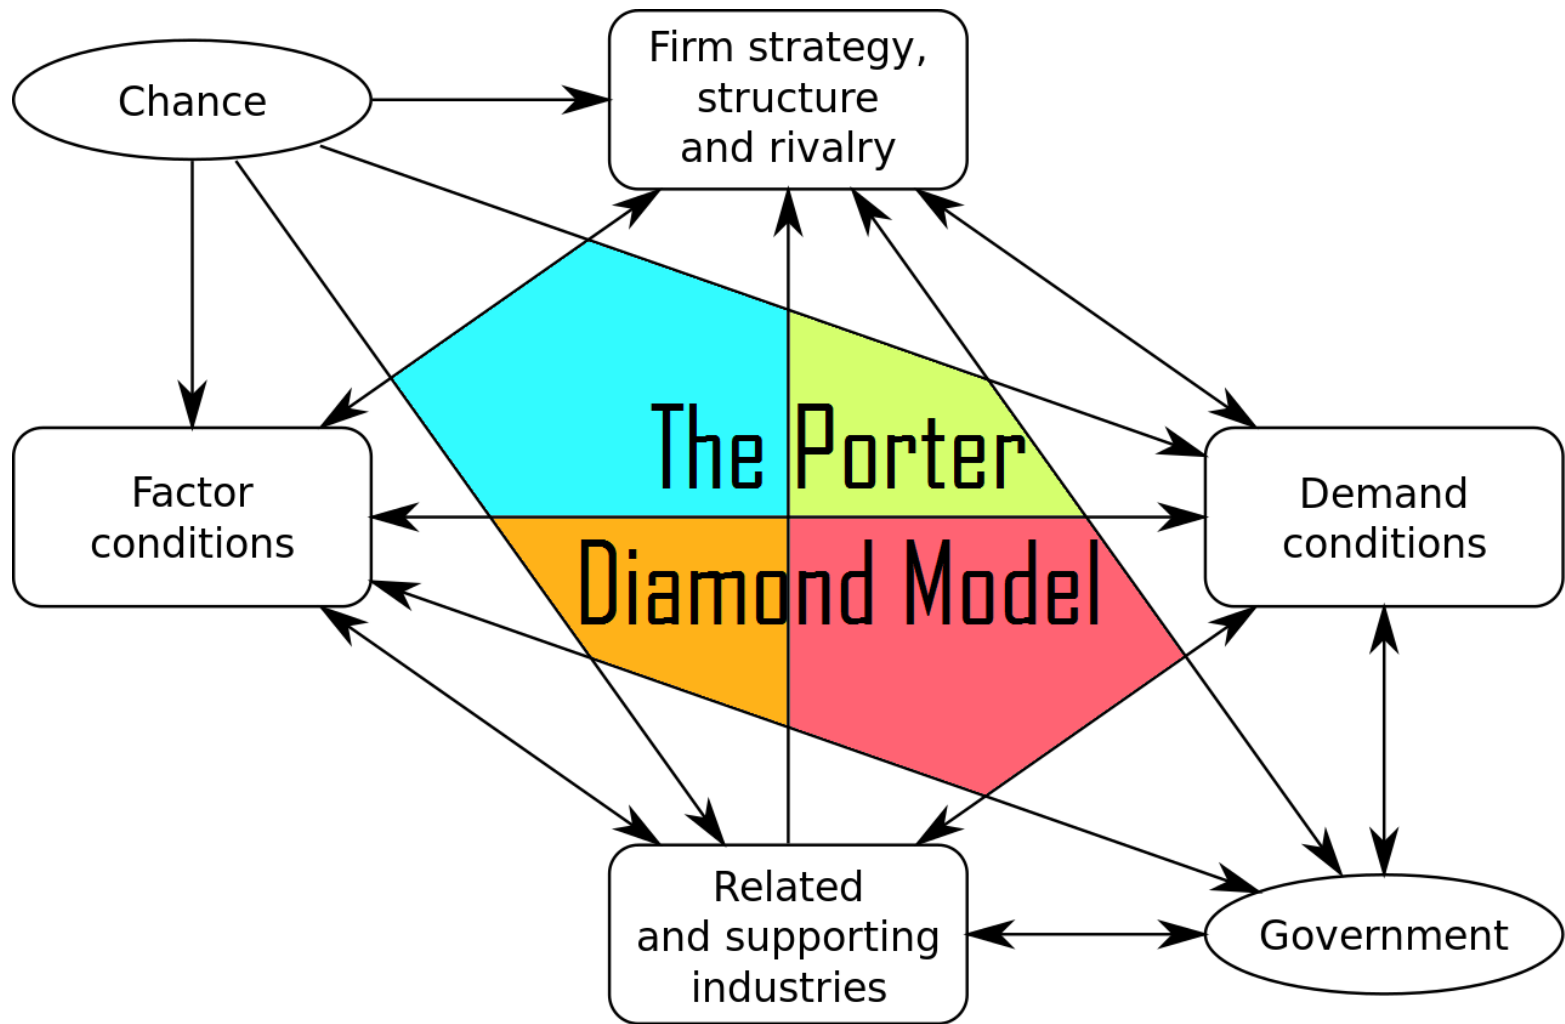 Chance
Firm strategy,
structure
and rivalry
The Porter
Diamond Model
Factor
conditions
Demand
conditions
Related
and supporting
industries
Government